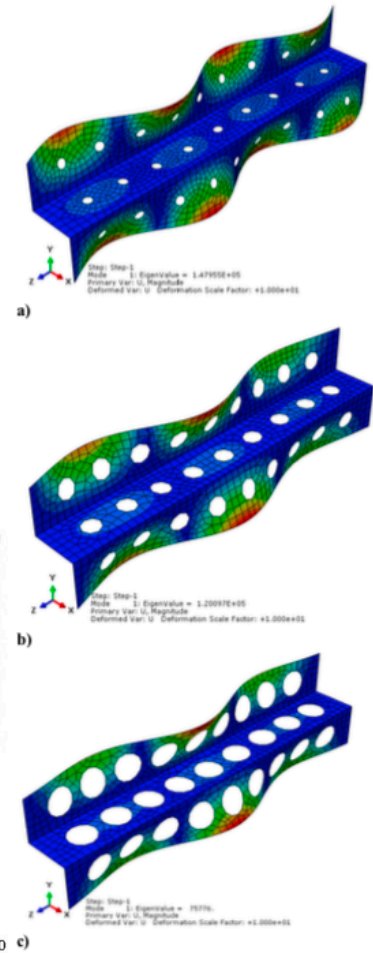 Y
Z X
Step: Step-1
Mode 1: EigenValue = 1.47955E+05
Primary Var: U, Magnitude
Deformed Var: U Deformation Scale Factor: +1.000e+01
a)
Y
Z X
Step: Step-1
Mode 1: EigenValue = 1.20097E+05
Primary Var: U, Magnitude
Deformed Var: U Deformation Scale Factor: +1.000e+01
b)
Y
Z X
Step: Step-1
Mode 1: EigenValue = 75770.
Primary Var: U, Magnitude
Deformed Var: U Deformation Scale Factor: +1.000e+01
c)